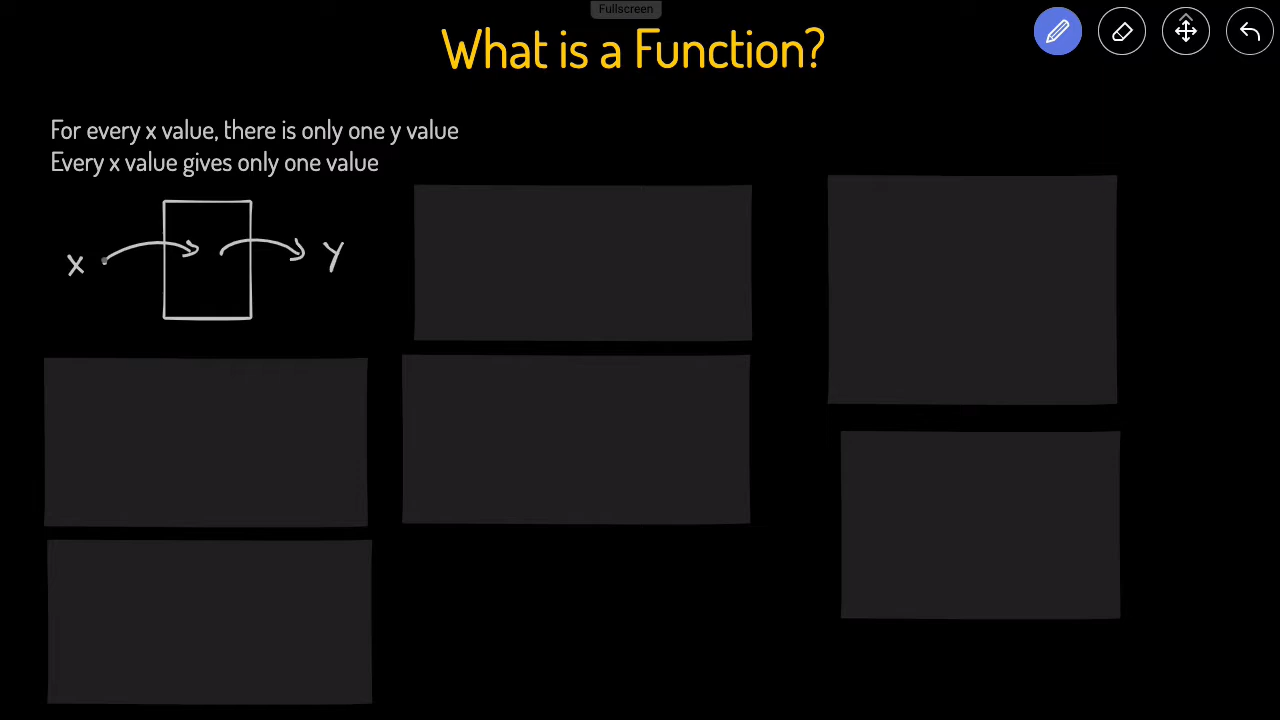 Fullscreen
What is a Function?
For every x value, there is only one y value
Every x value gives only one value
x y